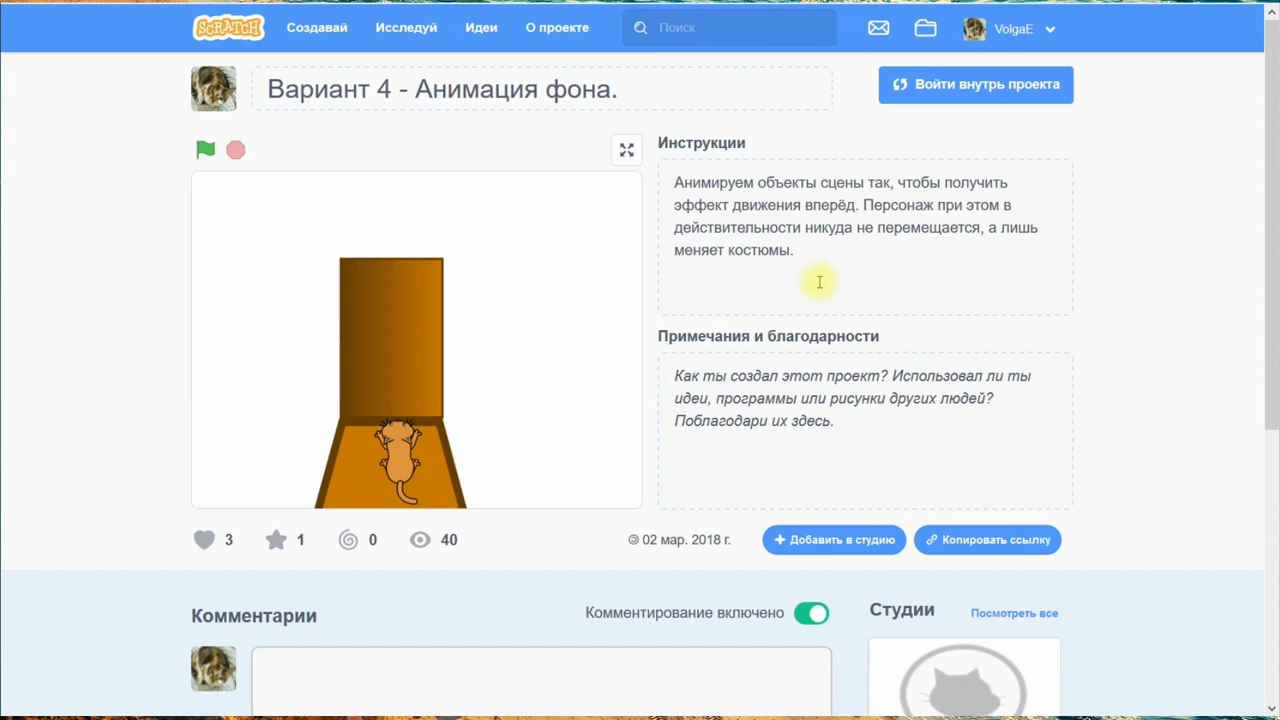 SCRATCH Создавай Исследуй Идеи О проекте Поиск VolgaE
Вариант 4 - Анимация фона.
Войти внутрь проекта
Инструкции
Анимируем объекты сцены так, чтобы получить
эффект движения вперёд. Персонаж при этом в
действительности никуда не перемещается, а лишь
меняет костюмы.
Примечания и благодарности
Как ты создал этот проект? Использовал ли ты
идеи, программы или рисунки других людей?
Поблагодари их здесь.
3 1 0 40
© 02 мар. 2018 г.
Добавить в студию
Копировать ссылку
Комментарии
Комментирование включено
Студии
Посмотреть все